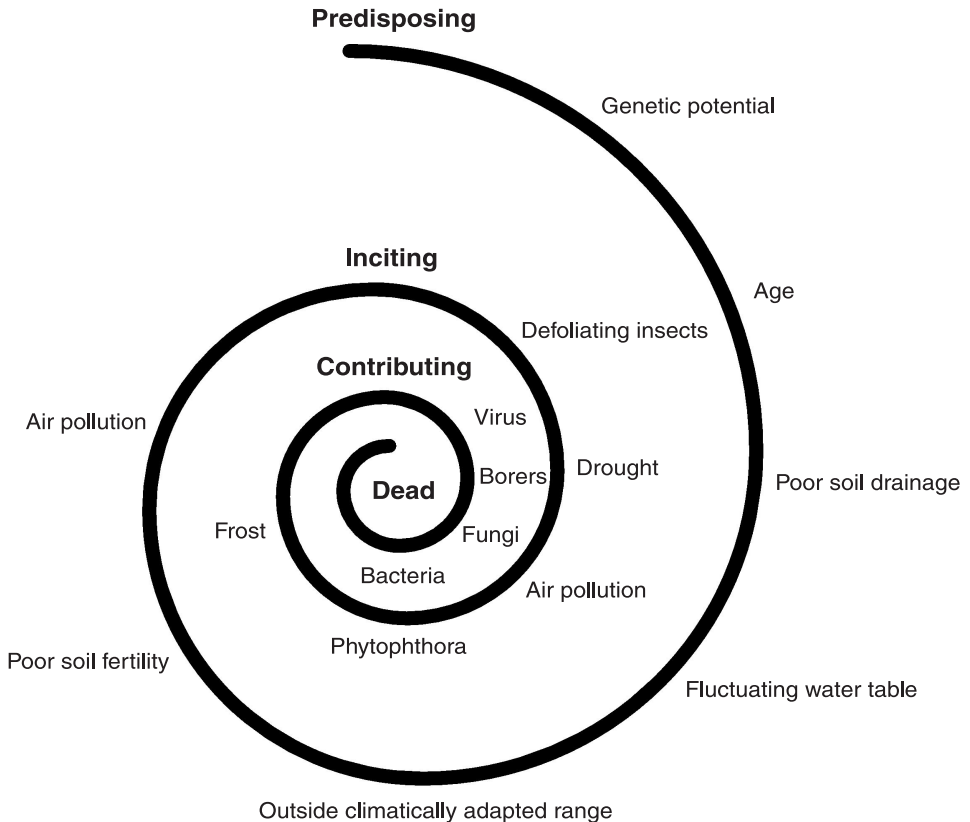 Predisposing
Genetic potential
Age
Poor soil drainage
Fluctuating water table
Outside climatically adapted range
Poor soil fertility
Air pollution
Inciting
Defoliating insects
Drought
Air pollution
Phytophthora
Frost
Contributing
Virus
Borers
Fungi
Bacteria
Dead